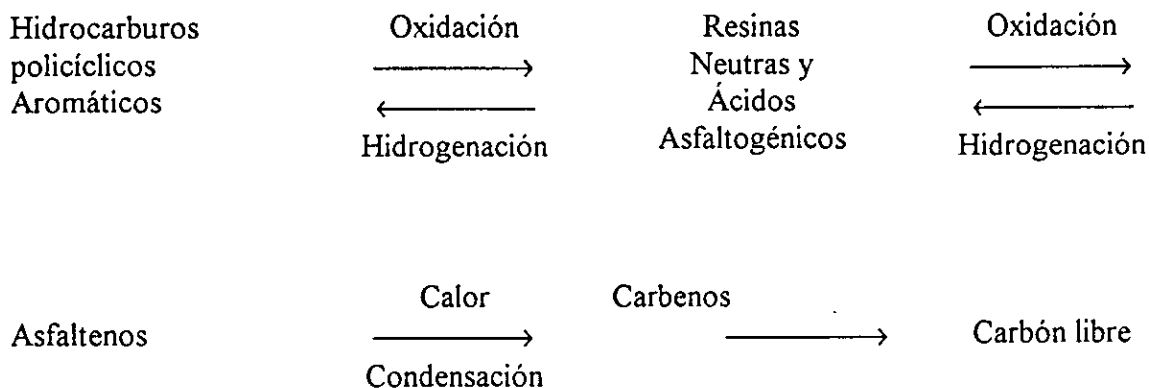 Hidrocarburos Oxidación Resinas Oxidación
policíclicos Neutras y
Aromáticos Ácidos
Hidrogenación Asfaltogénicos Hidrogenación
Calor Carbenos
Asfaltenos Carbón libre
Condensación